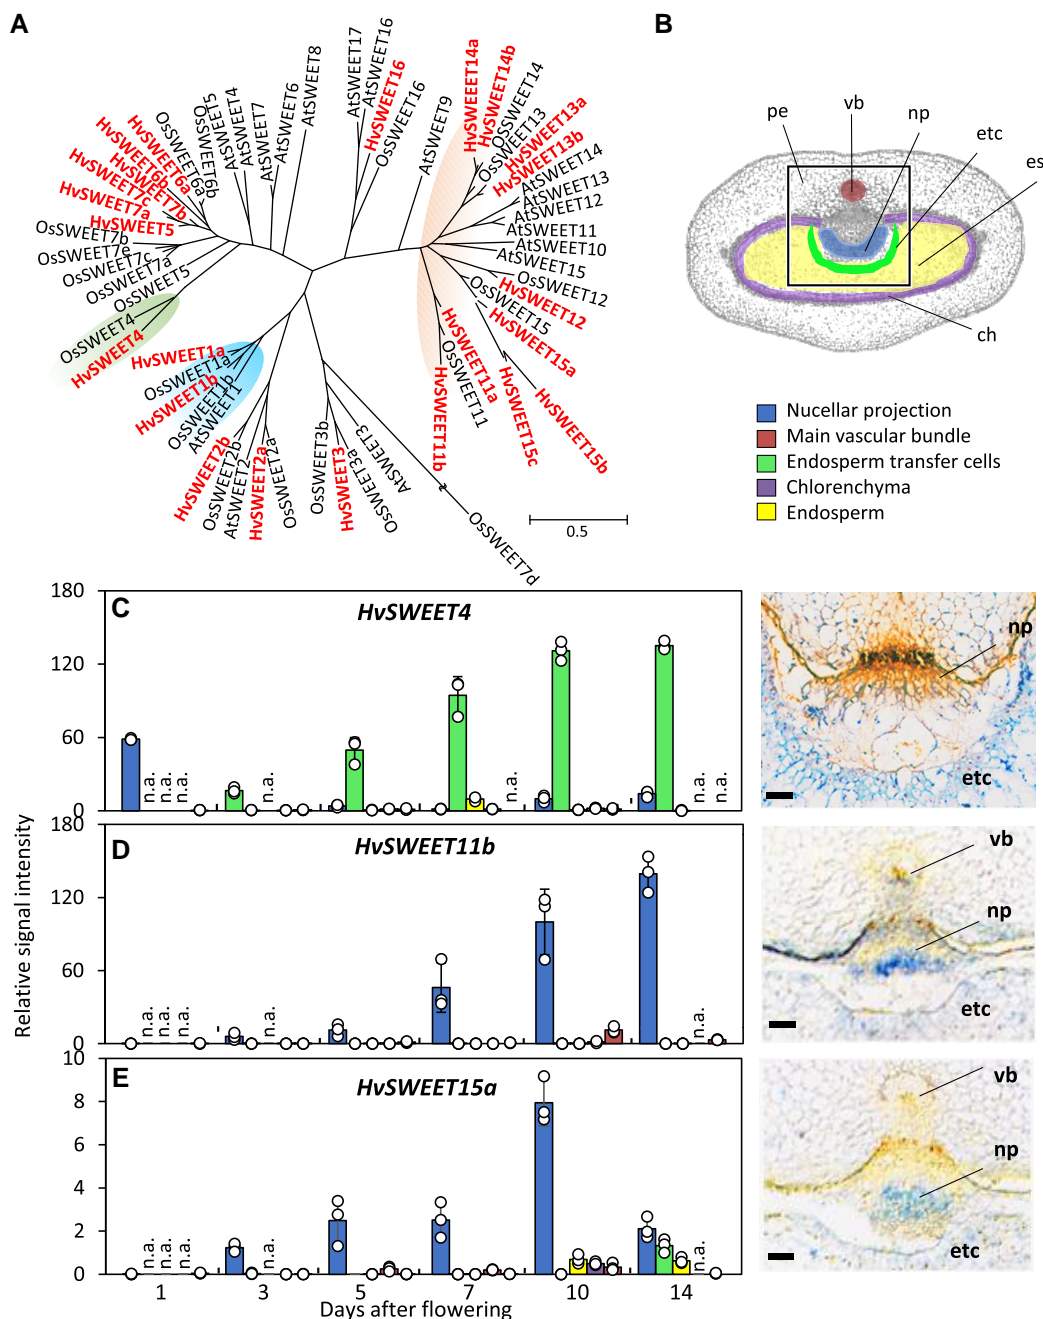 A
AtSWEET8
AtSWEET17
AtSWEET16
HvSWEET16
OsSWEET16
AtSWEET9
HvSWEEET14a
HvSWEET14b
OsSWEET14
OsSWEET13
HvSWEET13a
HvSWEET13b
AtSWEET14
AtSWEET13
AtSWEET12
AtSWEET11
AtSWEET10
AtSWEET15
OsSWEET12
HvSWEET12
OsSWEET15
HvSWEET15a
HvSWEET15b
HvSWEET15c
HvSWEET11a
OsSWEET11
HvSWEET11b
OsSWEET7d
AtSWEET3
OsSWEET3a
HvSWEET3
OsSWEET3b
OsSWEET2a
HvSWEET2a
AtSWEET2
OsSWEET2b
HvSWEET2b
AtSWEET1
OsSWEET1b
HvSWEET1b
OsSWEET1a
HvSWEET1a
HvSWEET4
OsSWEET4
OsSWEET5
OsSWEET7a
OsSWEET7c
OsSWEET7e
OsSWEET7b
HvSWEET5
HvSWEET7a
HvSWEET7c
HvSWEET7b
HvSWEET6b
HvSWEET6a
OsSWEET6a
OsSWEET6b
AtSWEET5
AtSWEET4
AtSWEET7
AtSWEET6
0.5
B
pe
vb
np
etc
es
ch
Nucellar projection
Main vascular bundle
Endosperm transfer cells
Chlorenchyma
Endosperm
Relative signal intensity
C
HvSWEET4
180
120
60
0
n.a.
n.a.
n.a.
n.a.
n.a.
n.a.
n.a.
np
etc
D
HvSWEET11b
180
120
60
0
n.a.
n.a.
n.a.
n.a.
n.a.
vb
np
etc
E
HvSWEET15a
10
8
6
4
2
0
n.a.
n.a.
n.a.
n.a.
n.a.
vb
np
etc
1 3 5 7 10 14
Days after flowering